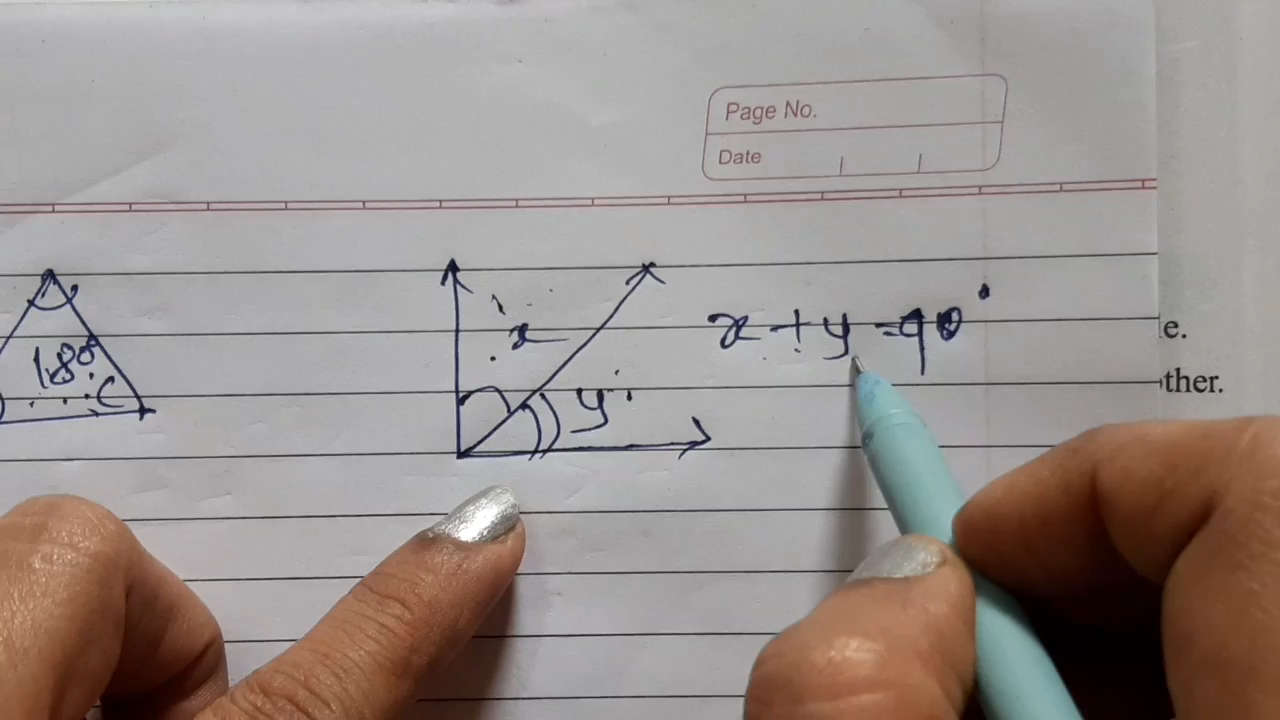 Page No.
Date
x
x + y = 90°
e.
180°
ther.
y
C